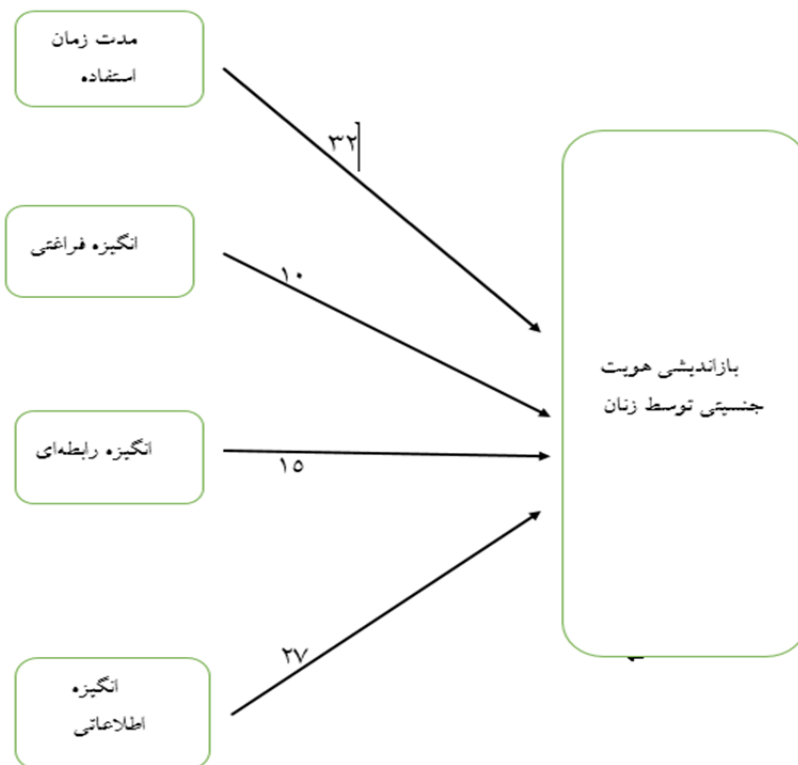 مدت زمان
استفاده
۳۲
انگیزه فراغتی
۱۰
بازاندیشی هویت
جنسیتی توسط زنان
انگیزه رابطه‌ای
۱۵
۲۷
انگیزه
اطلاعاتی